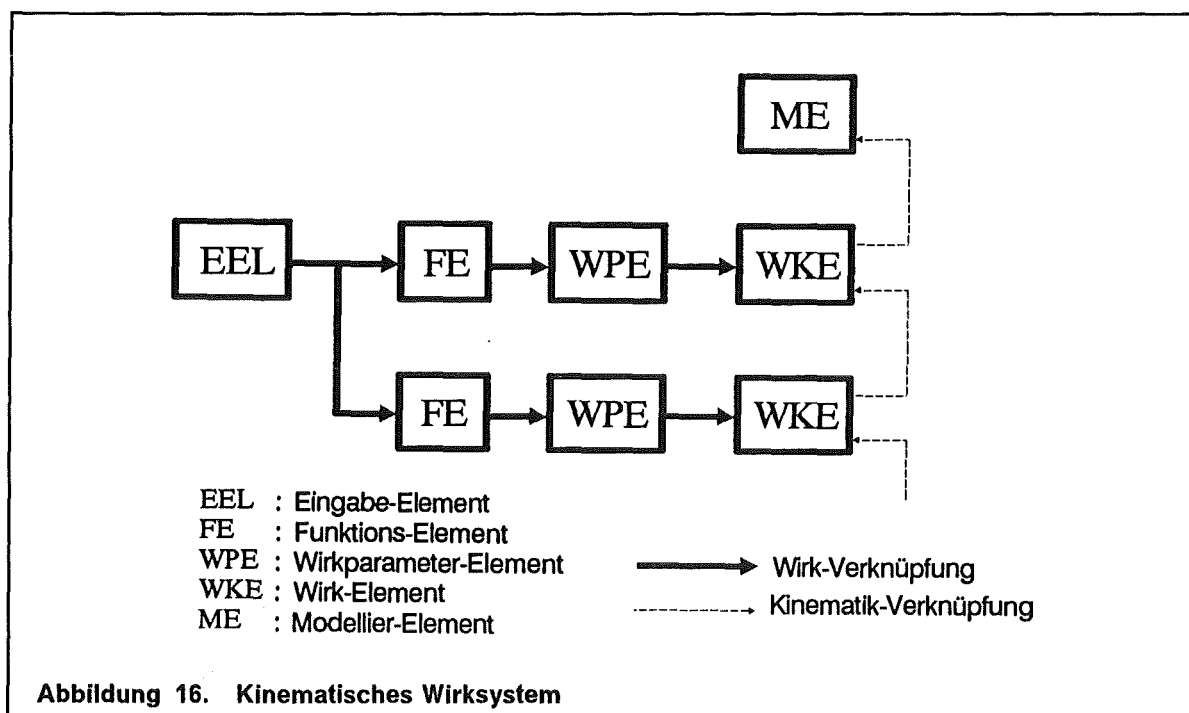 ME
EEL FE WPE WKE
FE WPE WKE
EEL : Eingabe-Element
FE : Funktions-Element
WPE : Wirkparameter-Element
WKE : Wirk-Element
ME : Modellier-Element
Wirk-Verknüpfung
Kinematik-Verknüpfung
Abbildung 16. Kinematisches Wirksystem